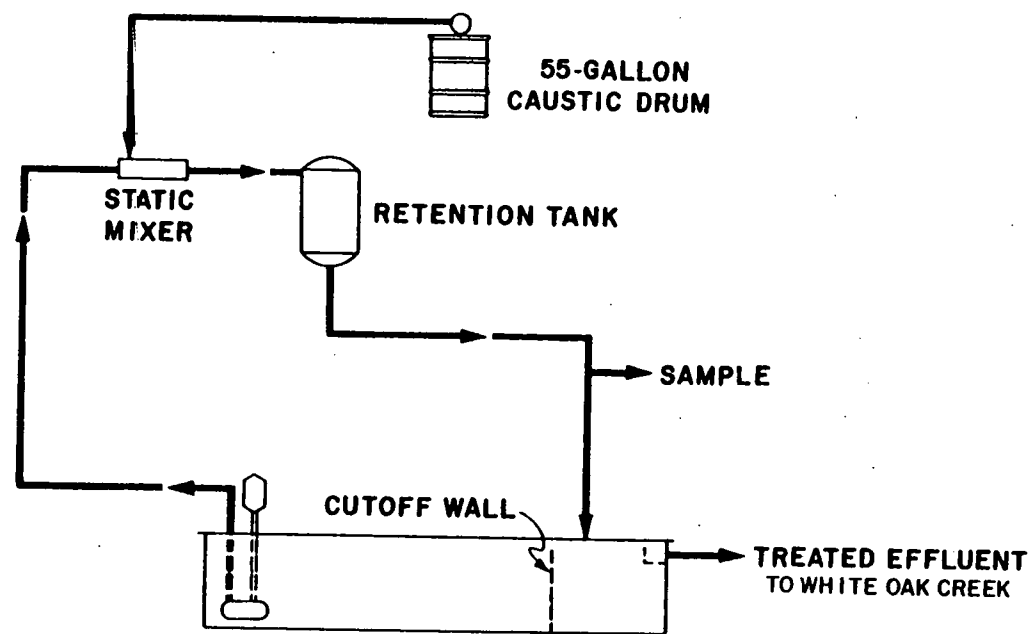 55-GALLON
CAUSTIC DRUM
STATIC
MIXER
RETENTION TANK
SAMPLE
CUTOFF WALL
TREATED EFFLUENT
TO WHITE OAK CREEK